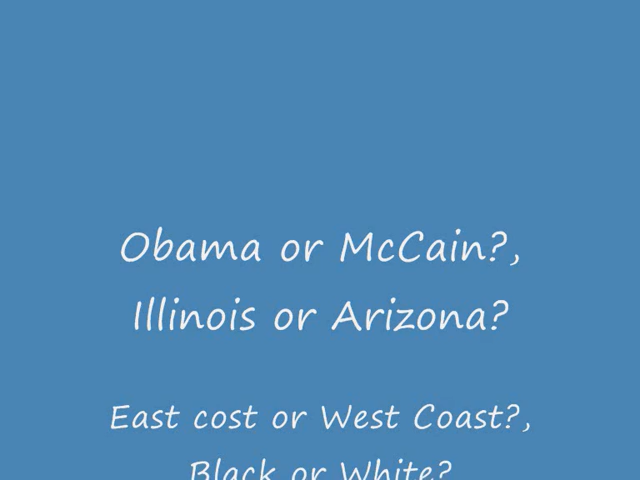 Obama or McCain?,
Illinois or Arizona?
East cost or West Coast?,
Black or White?